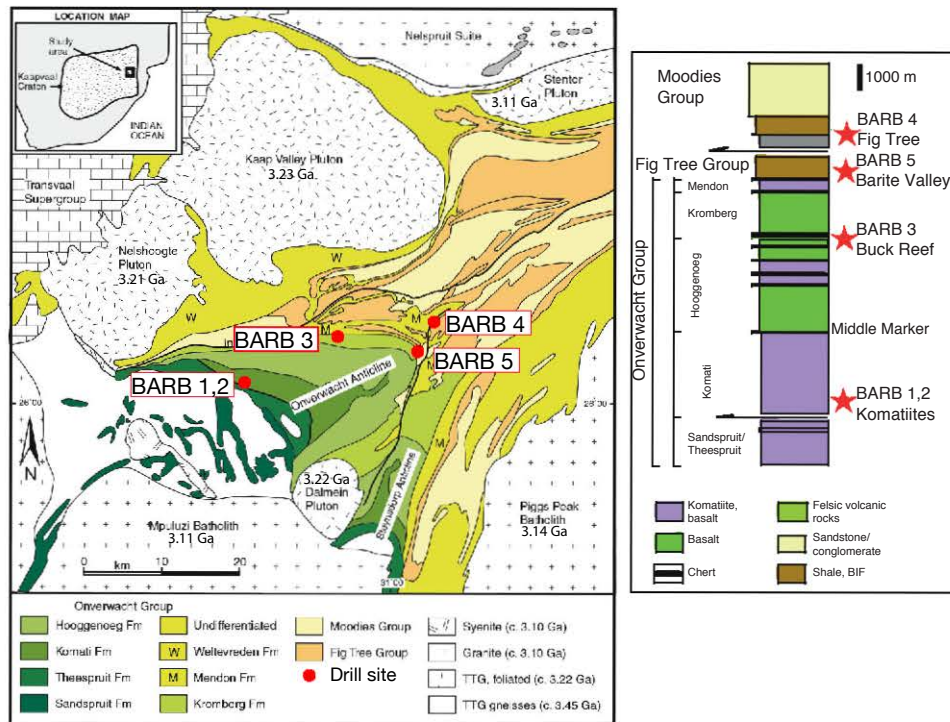 LOCATION MAP
Study
area
Kaapvaal
Craton
INDIAN
OCEAN
Nelspruit Suite
Stentor
Pluton
3.11 Ga
Kaap Valley Pluton
3.23 Ga
Transvaal
Supergroup
Nelshoogte
Pluton
3.21 Ga
W
W
M
M
BARB 4
In
BARB 3
M
BARB 5
BARB 1,2
Onverwacht Anticline
26°00
26°00
N
3.22 Ga
Dalmein
Pluton
M
Mpuluzi Batholith
3.11 Ga
Piggs Peak
Batholith
3.14 Ga
0 10 20
km
31°00
Onverwacht Group
Hooggenoeg Fm
Komati Fm
Theespruit Fm
Sandspruit Fm
Undifferentiated
W Weltevreden Fm
M Mendon Fm
Kromberg Fm
Moodies Group
Fig Tree Group
Drill site
Syenite (c. 3.10 Ga)
Granite (c. 3.10 Ga)
TTG, foliated (c. 3.22 Ga)
TTG gneisses (c. 3.45 Ga)
Moodies
Group
1000 m
BARB 4
Fig Tree
Fig Tree Group
BARB 5
Barite Valley
Mendon
Kromberg
BARB 3
Buck Reef
Onverwacht Group
Hooggenoeg
Middle Marker
Komati
BARB 1,2
Komatiites
Sandspruit/
Theespruit
Komatiite,
basalt
Basalt
Chert
Felsic volcanic
rocks
Sandstone/
conglomerate
Shale, BIF